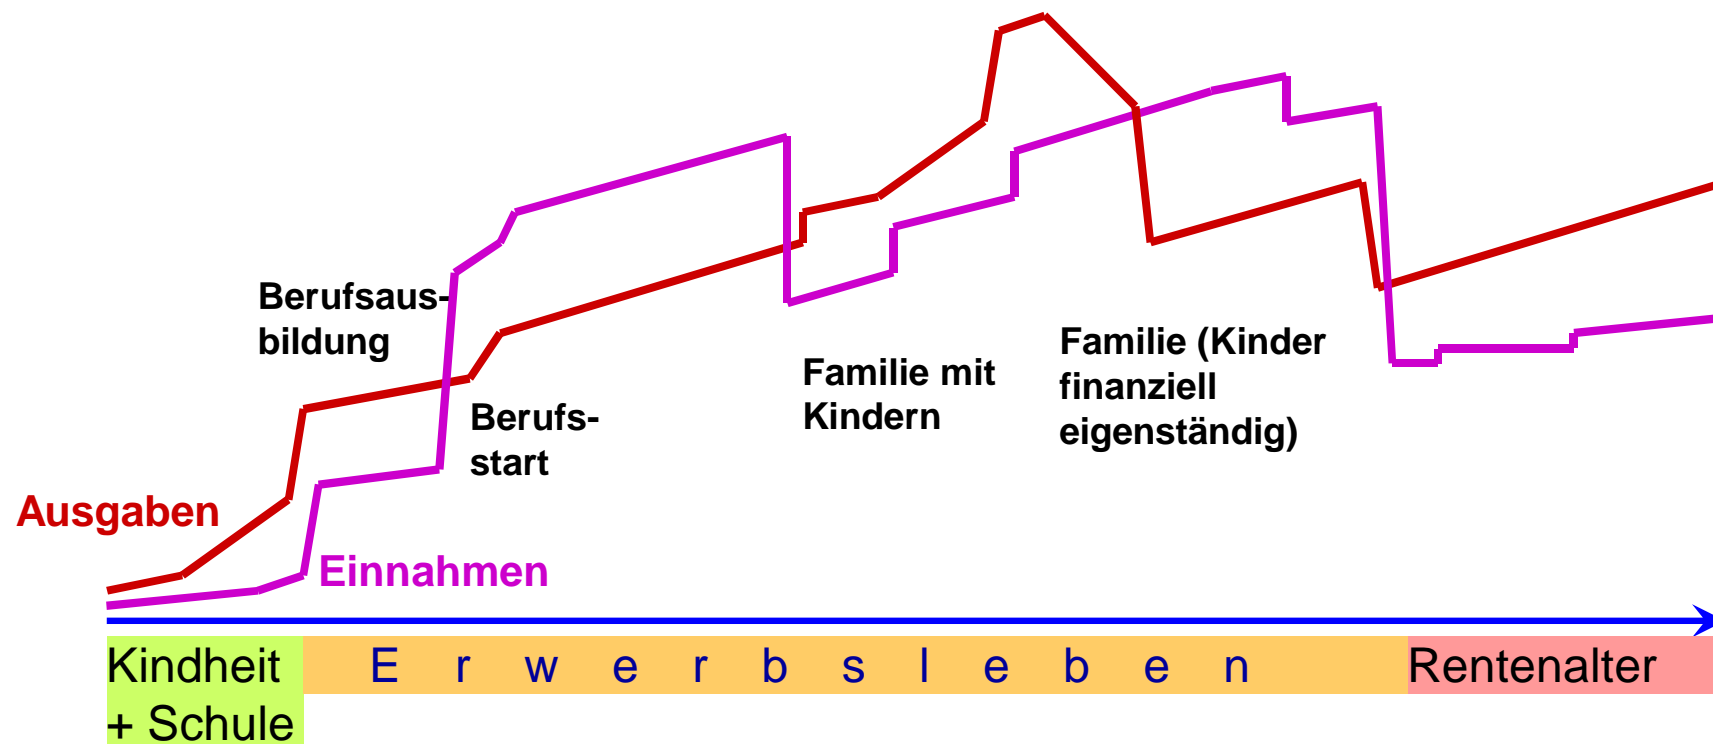 Berufsaus-
bildung
Familie (Kinder
finanziell
eigenständig)
Familie mit
Kindern
Berufs-
start
Ausgaben
Einnahmen
Kindheit
+ Schule
E r w e r b s l e b e n
Rentenalter